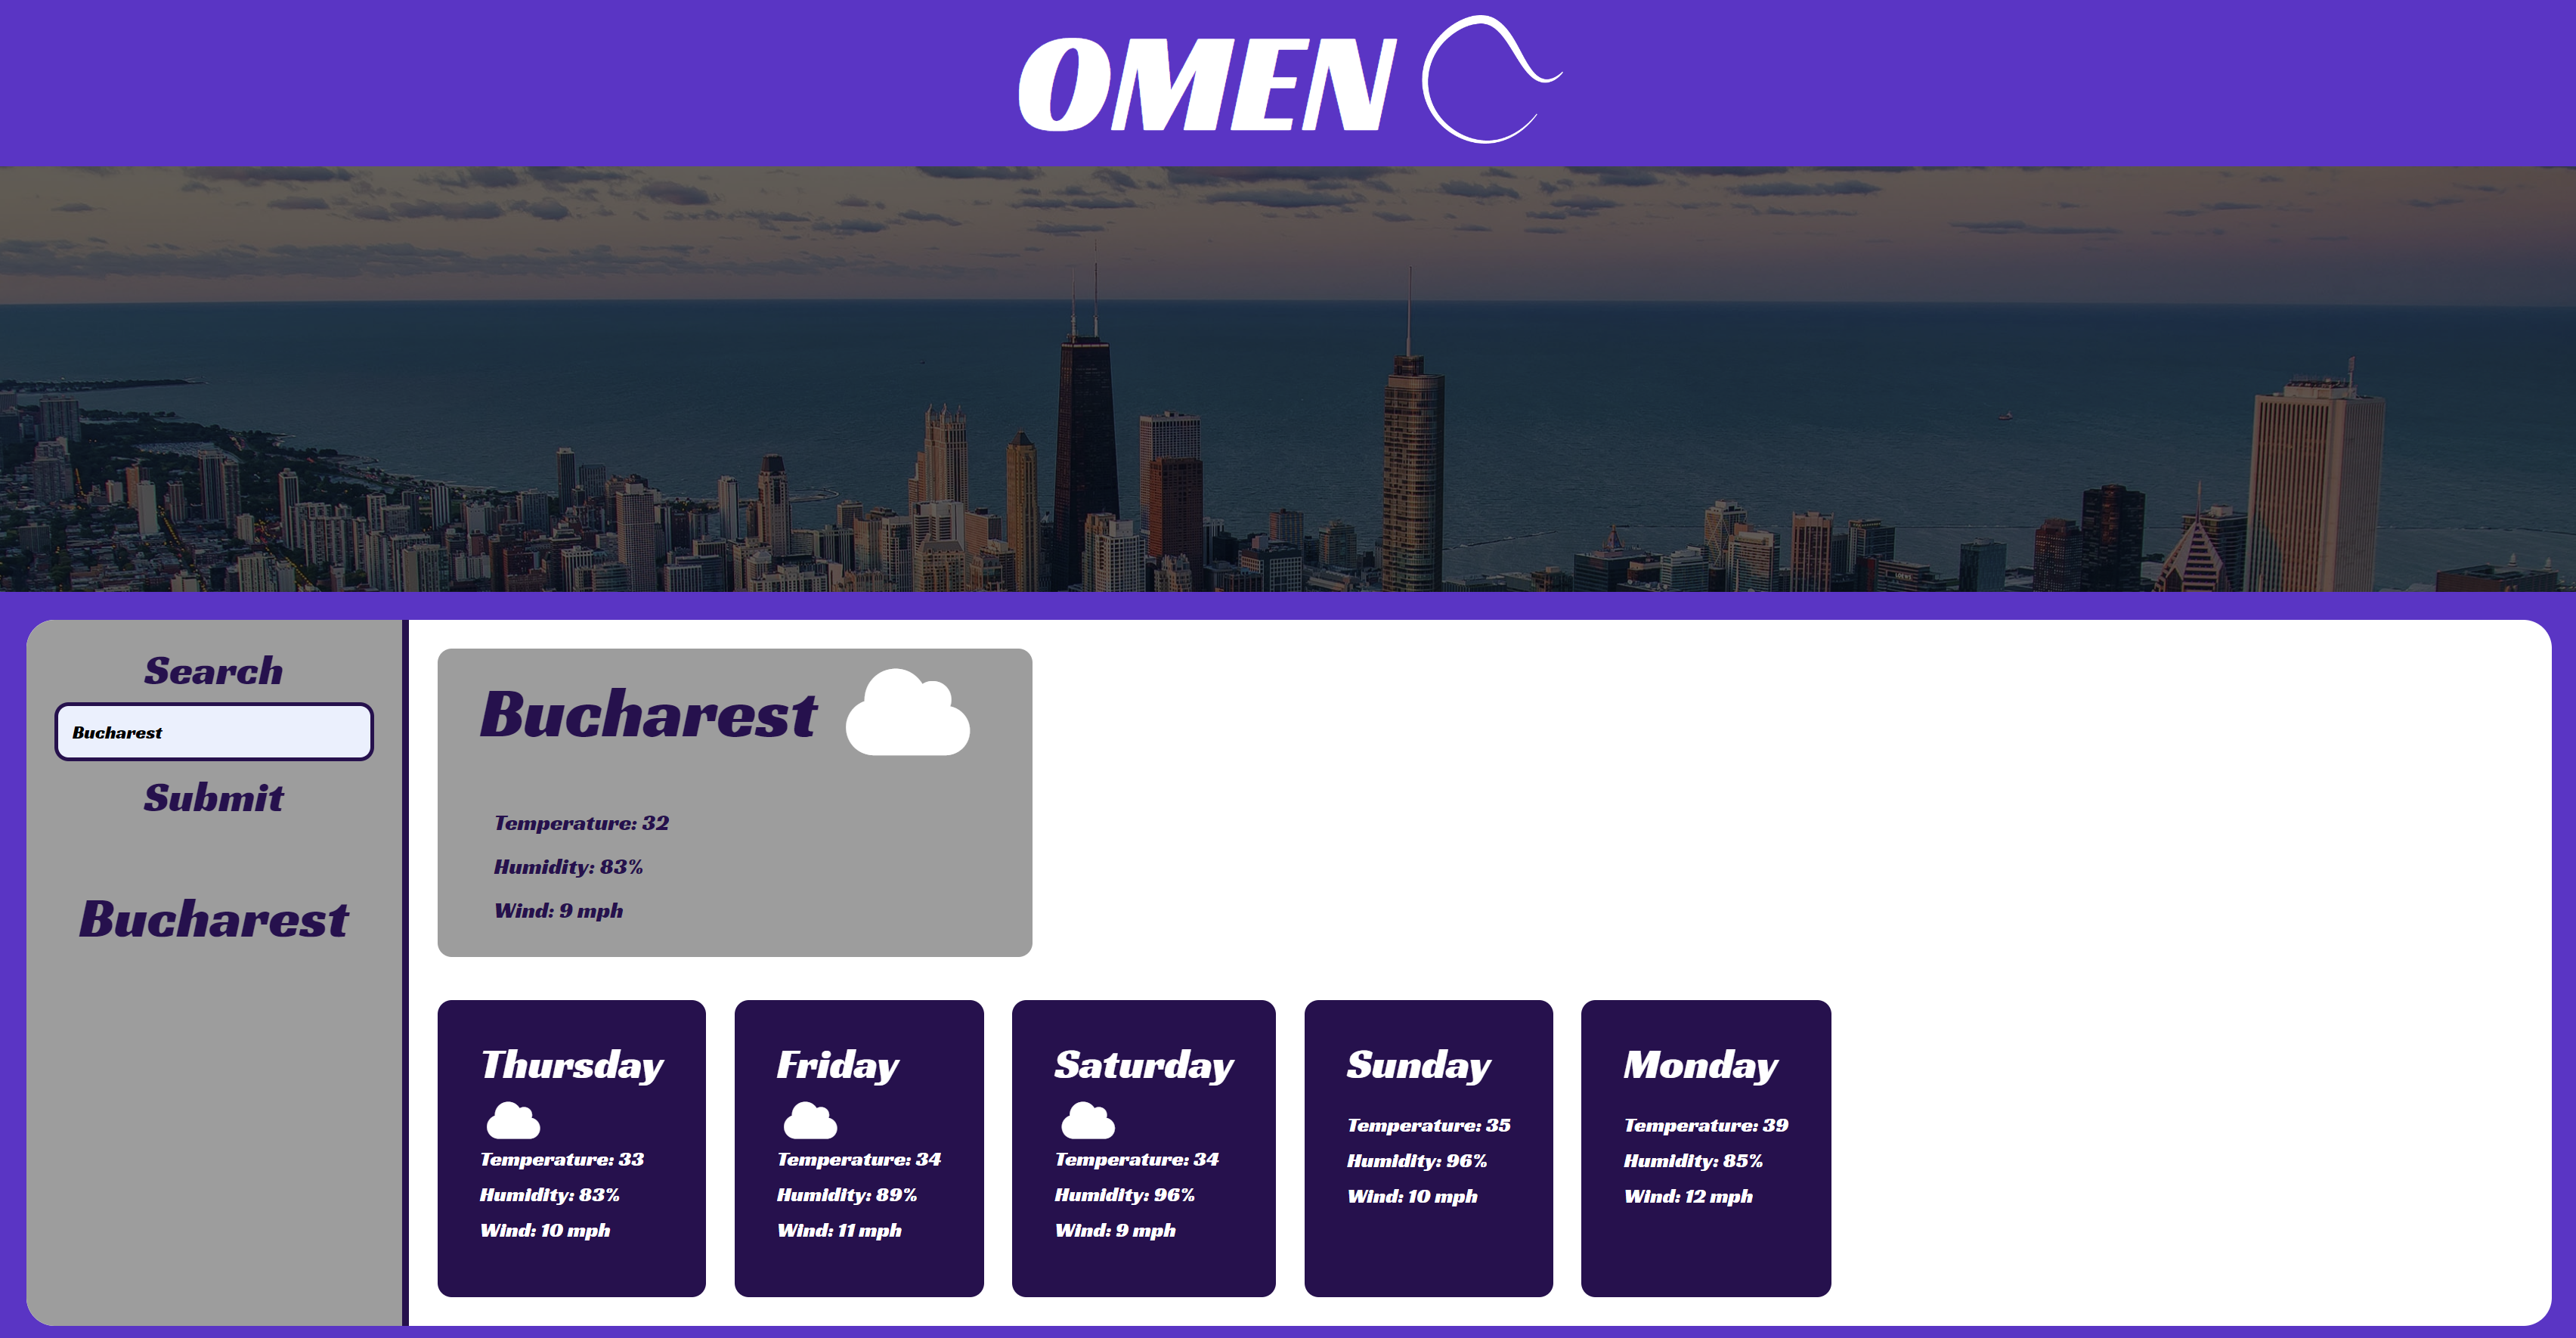 OMEN
Search
Bucharest
Submit
Bucharest
Bucharest
Temperature: 32
Humidity: 83%
Wind: 9 mph
Thursday
Temperature: 33
Humidity: 83%
Wind: 10 mph
Friday
Temperature: 34
Humidity: 89%
Wind: 11 mph
Saturday
Temperature: 34
Humidity: 96%
Wind: 9 mph
Sunday
Temperature: 35
Humidity: 96%
Wind: 10 mph
Monday
Temperature: 39
Humidity: 85%
Wind: 12 mph